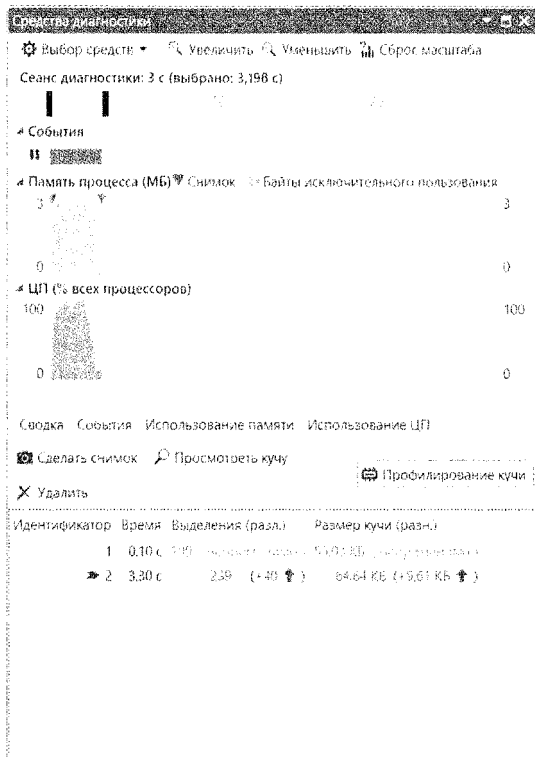 Средства диагностики
Выбор средств Увеличить Уменьшить Сброс масштаба
Сеанс диагностики: 3 с (выбрано: 3,198 с)
События
Память процесса (МБ) Снимок Байты исключительного пользования
3 3
0 0
ЦП (% всех процессоров)
100 100
0 0
Сводка События Использование памяти Использование ЦП
Сделать снимок Просмотреть кучу
Профилирование кучи
Удалить
Идентификатор Время Выделения (разл.) Размер кучи (разн.)
1 0,10 с
2 3,30 с 239 (+40 ) 64,64 КБ (+9,61 КБ )